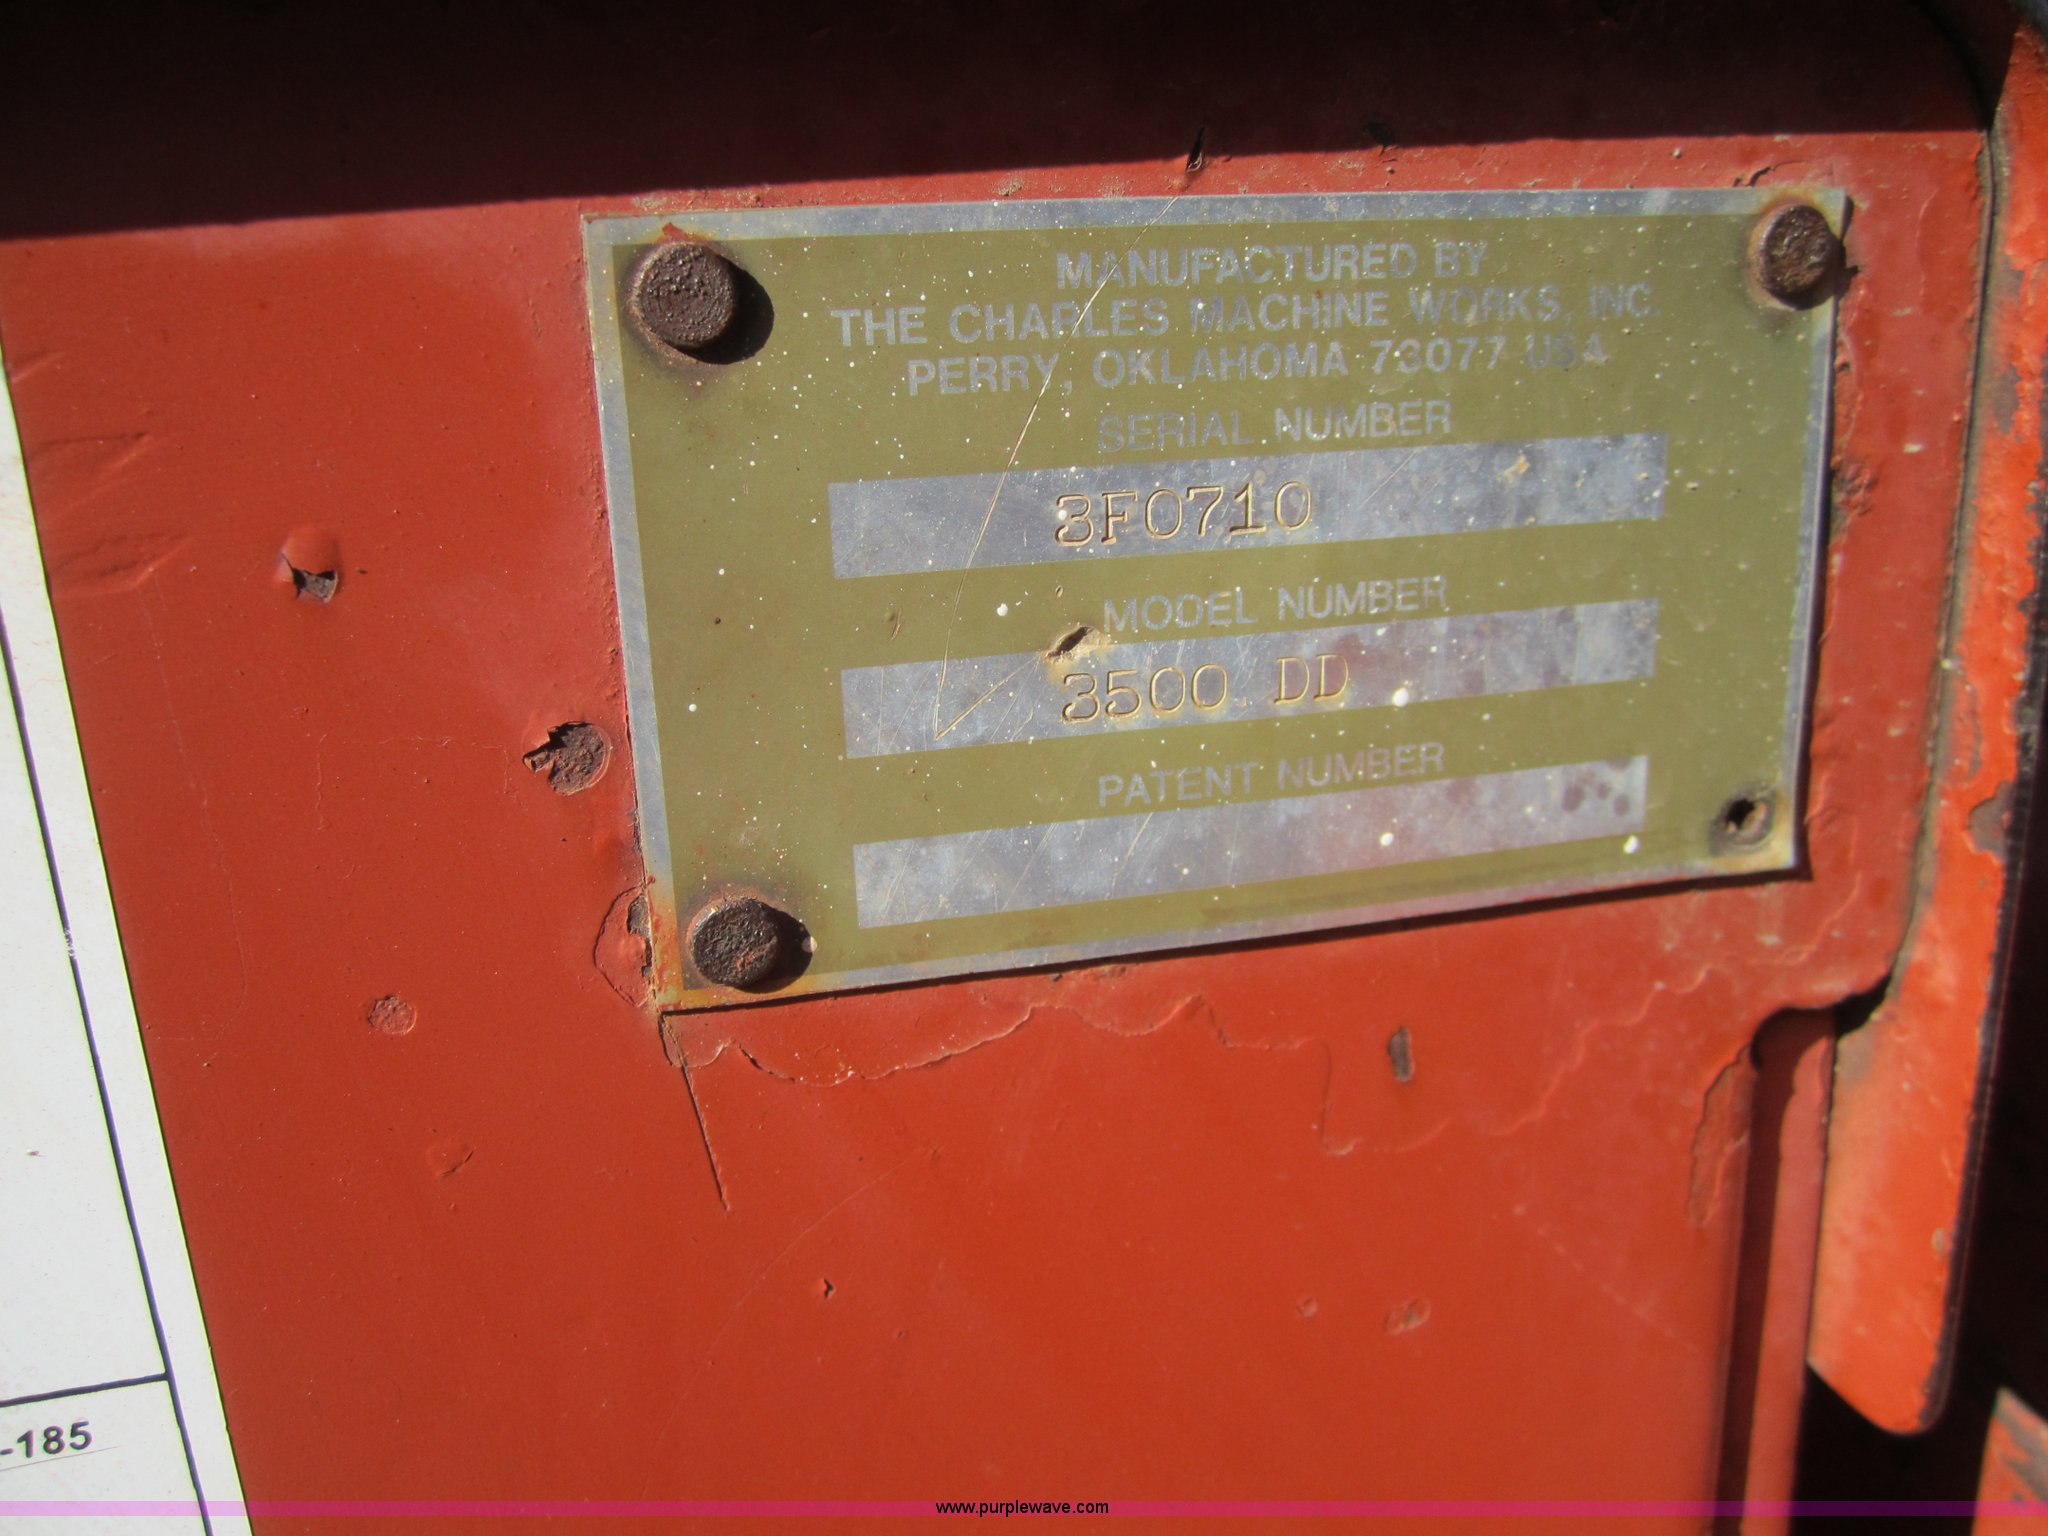 MANUFACTURED BY
THE CHARLES MACHINE WORKS, INC.
PERRY, OKLAHOMA 73077 USA
SERIAL NUMBER
3F0710
MODEL NUMBER
3500 DD
PATENT NUMBER
-185
www.purplewave.com